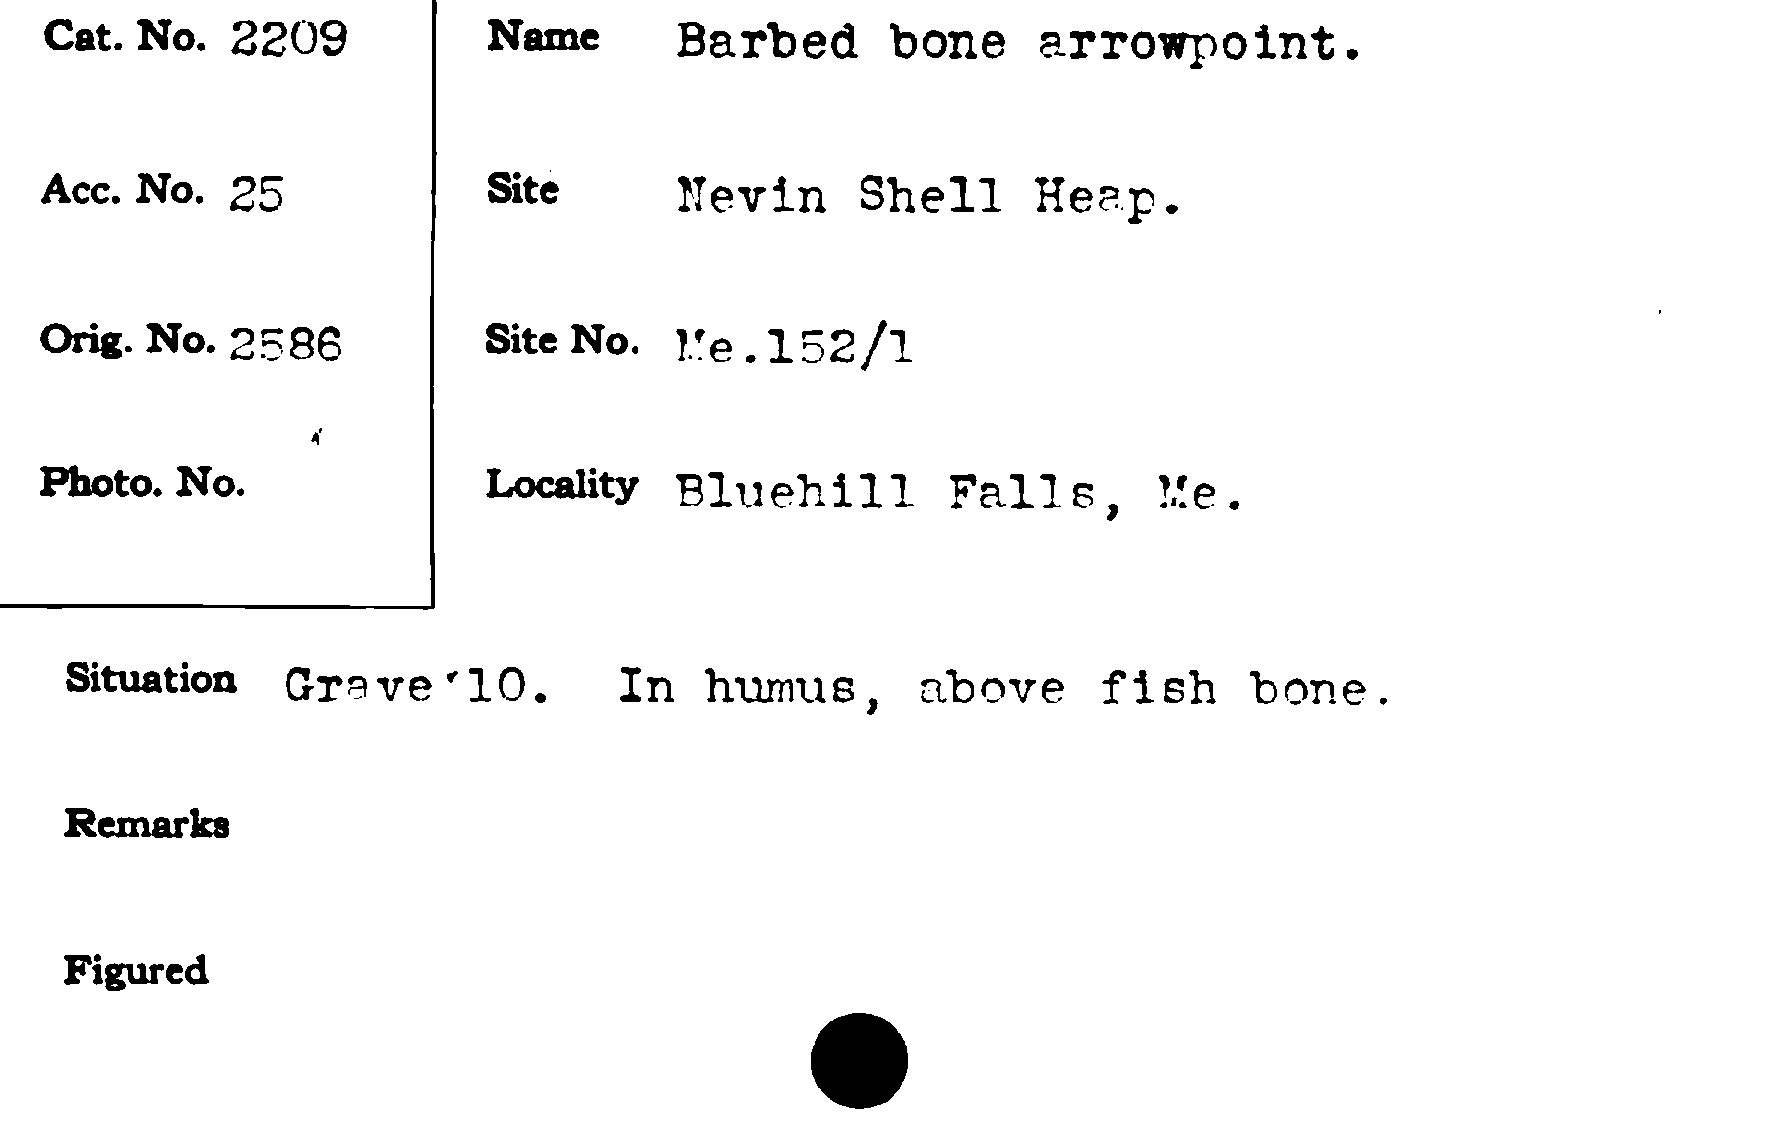 Cat. No. 2209
Name Barbed bone arrowpoint.
Acc. No. 25
Site Nevin Shell Heap.
Orig. No. 2586
Site No. Me.152/1
Photo. No.
Locality Bluehill Falls, Me.
Situation Grave 10. In humus, above fish bone.
Remarks
Figured